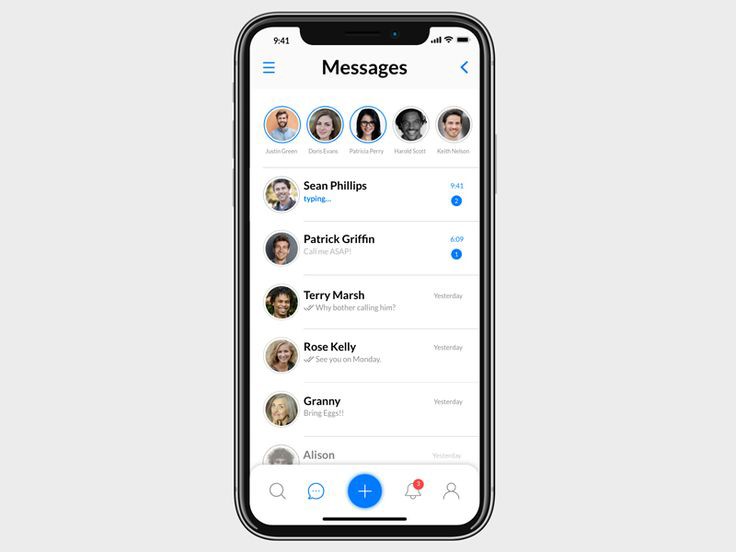 9:41
Messages
Justin Green Doris Evans Patricia Perry Harold Scott Keith Nelson
Sean Phillips 9:41
typing... 2
Patrick Griffin 6:09
Call me ASAP! 1
Terry Marsh Yesterday
Why bother calling him?
Rose Kelly Yesterday
See you on Monday.
Granny Yesterday
Bring Eggs!!
Alison Yesterday
3